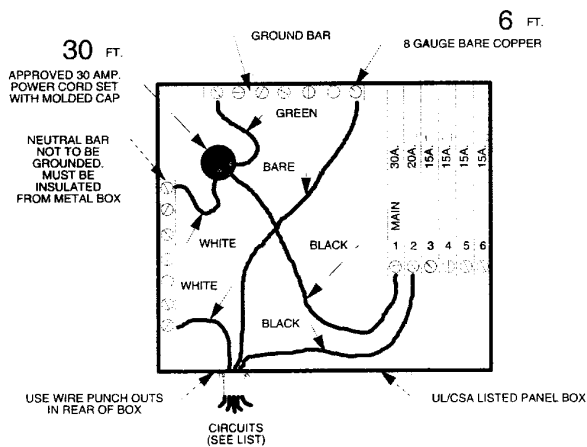 30 FT.
APPROVED 30 AMP.
POWER CORD SET
WITH MOLDED CAP
GROUND BAR
6 FT.
8 GAUGE BARE COPPER
NEUTRAL BAR
NOT TO BE
GROUNDED.
MUST BE
INSULATED
FROM METAL BOX
GREEN
BARE
WHITE
BLACK
WHITE
BLACK
30A.
20A.
15A.
15A.
15A.
15A.
MAIN
1
2
3
4
5
6
USE WIRE PUNCH OUTS
IN REAR OF BOX
CIRCUITS
(SEE LIST)
UL/CSA LISTED PANEL BOX